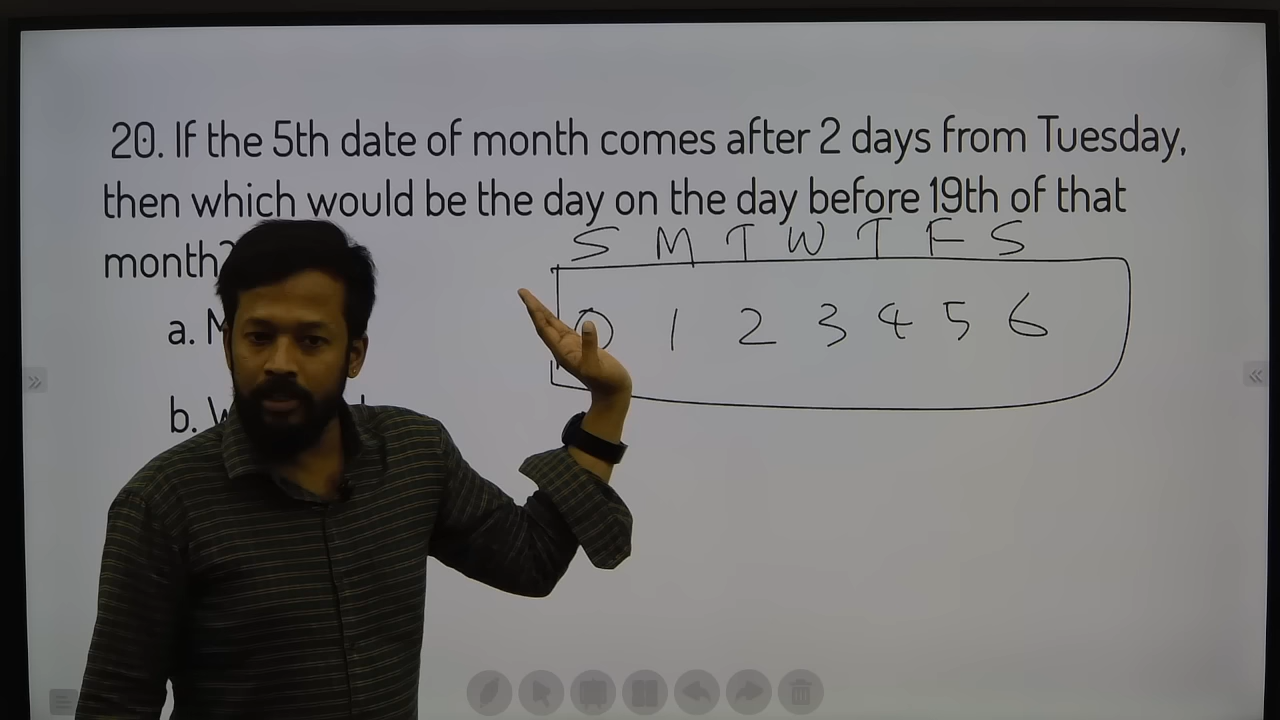 20. If the 5th date of month comes after 2 days from Tuesday,
then which would be the day on the day before 19th of that
month?
S M T W T F S
0 1 2 3 4 5 6
a.
b.